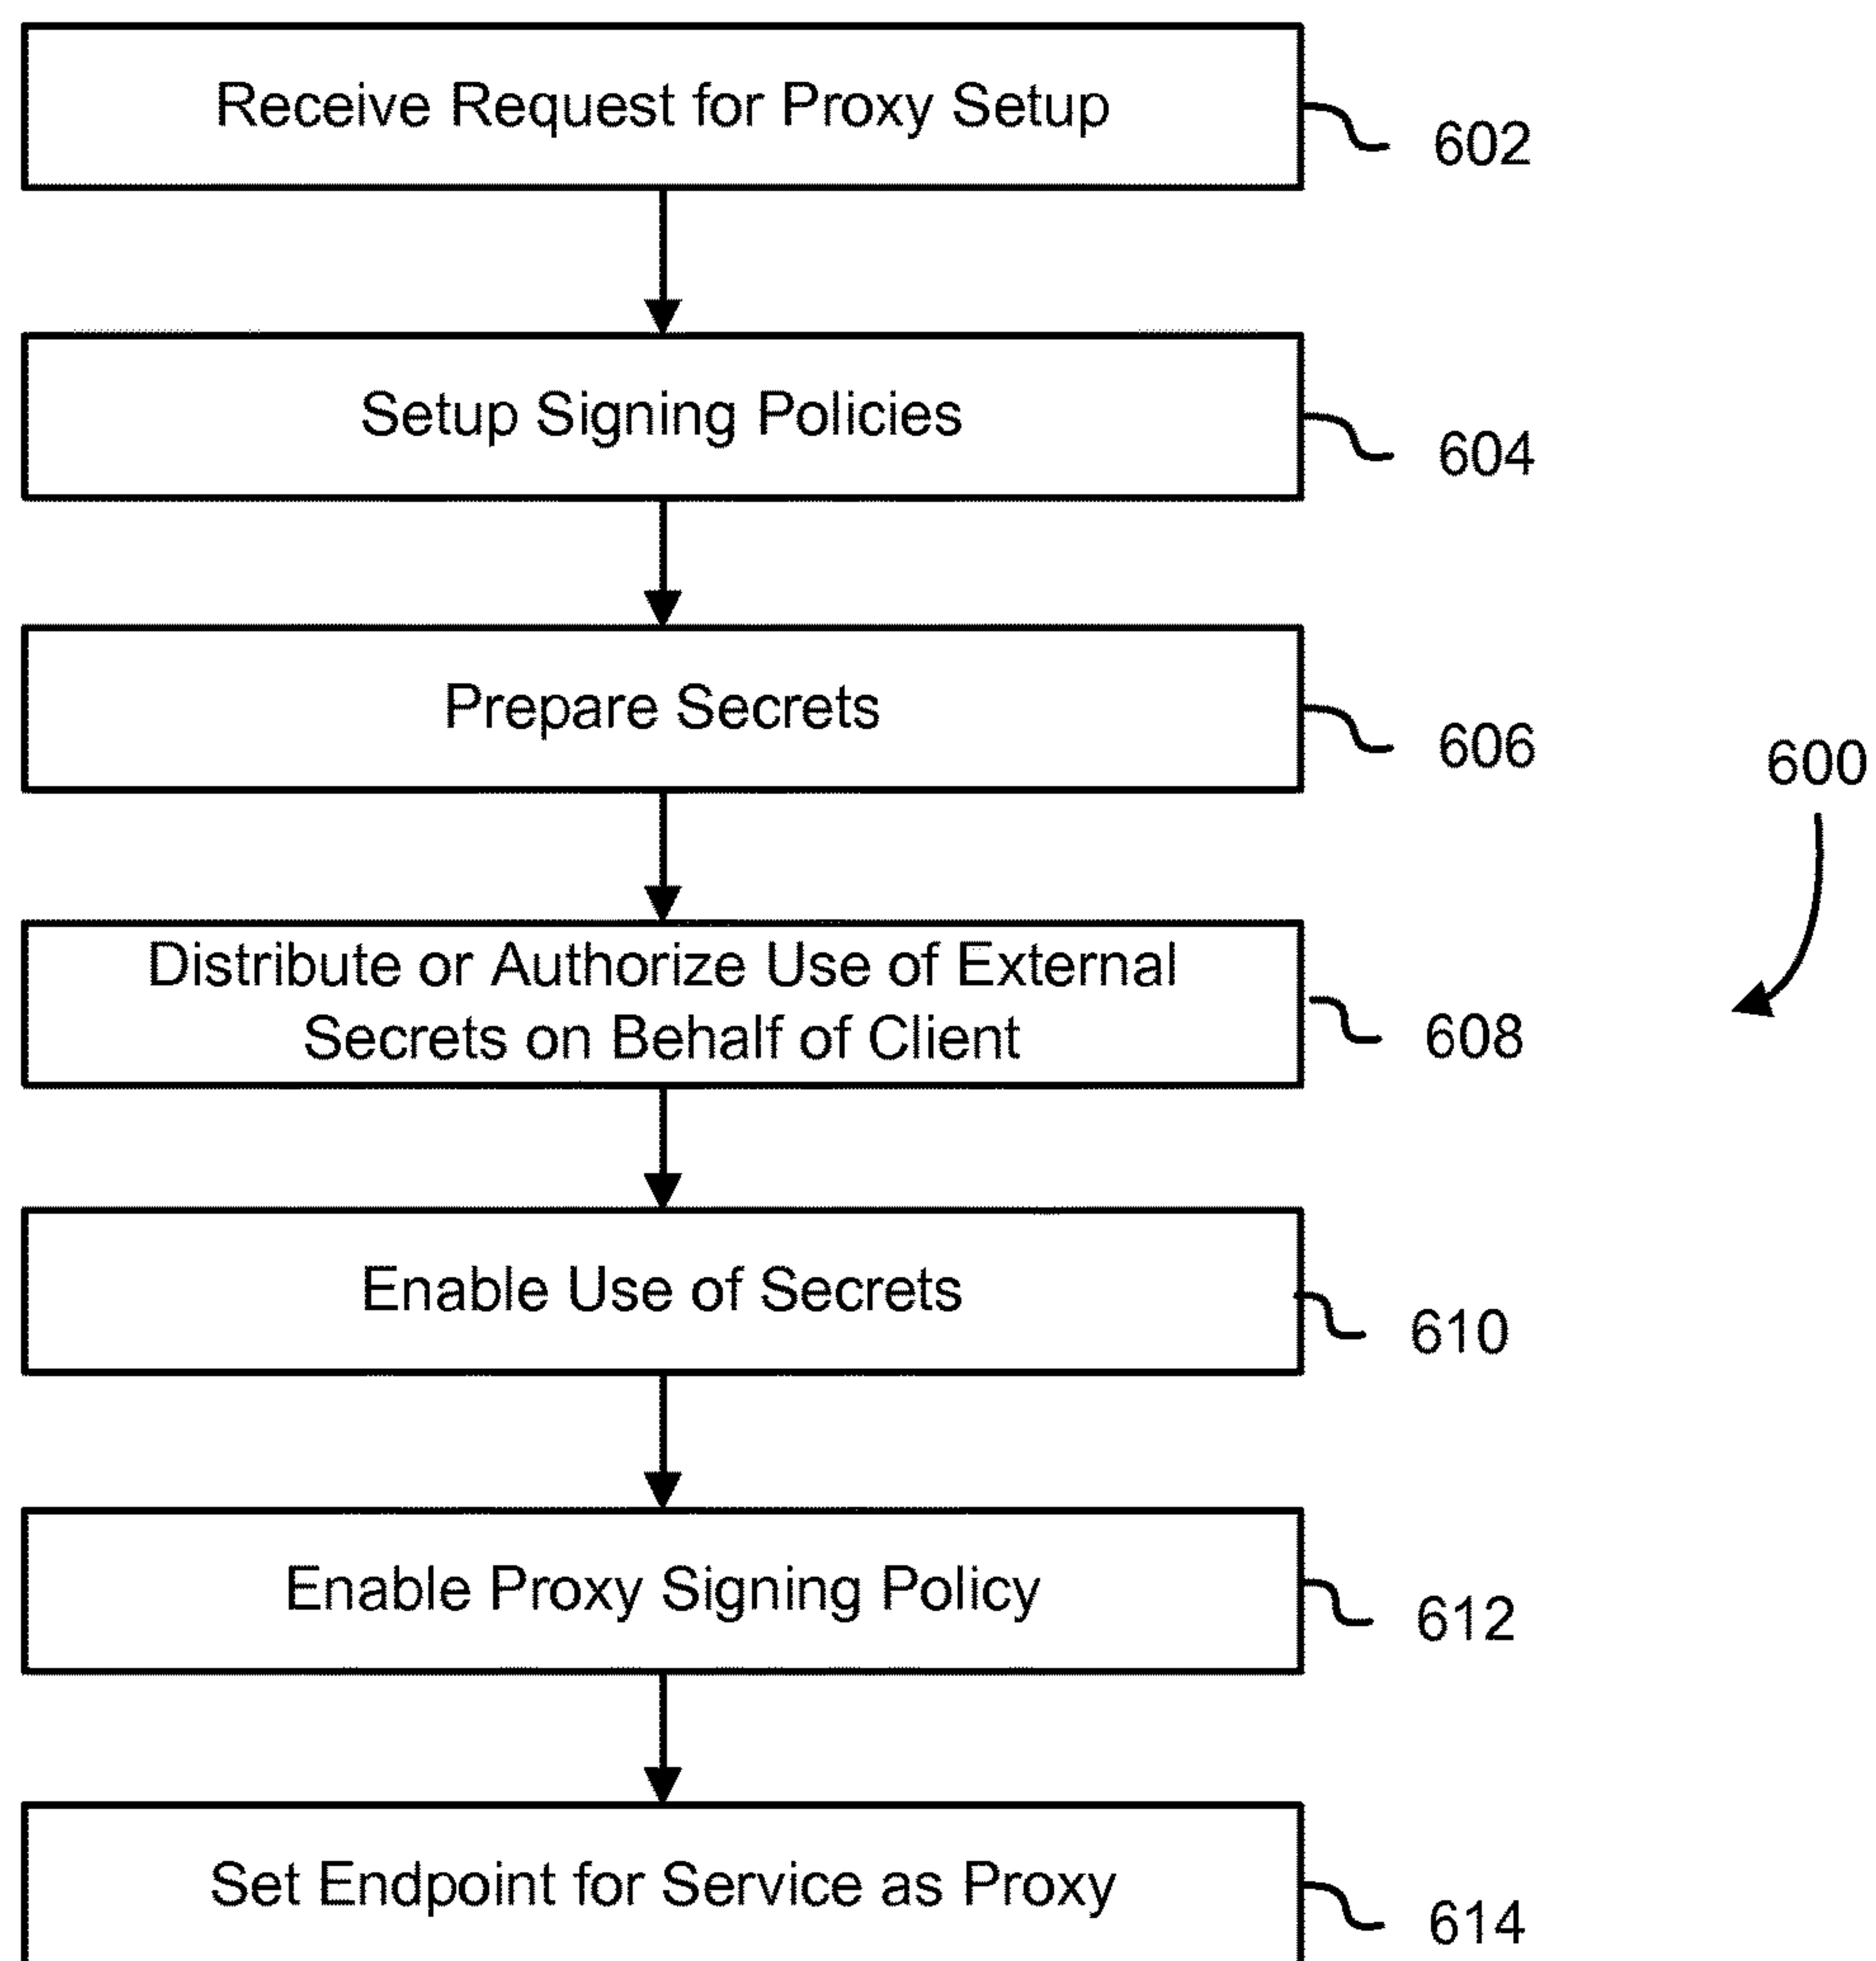 Receive Request for Proxy Setup
602
Setup Signing Policies
604
Prepare Secrets
606
600
Distribute or Authorize Use of External
Secrets on Behalf of Client
608
Enable Use of Secrets
610
Enable Proxy Signing Policy
612
Set Endpoint for Service as Proxy
614